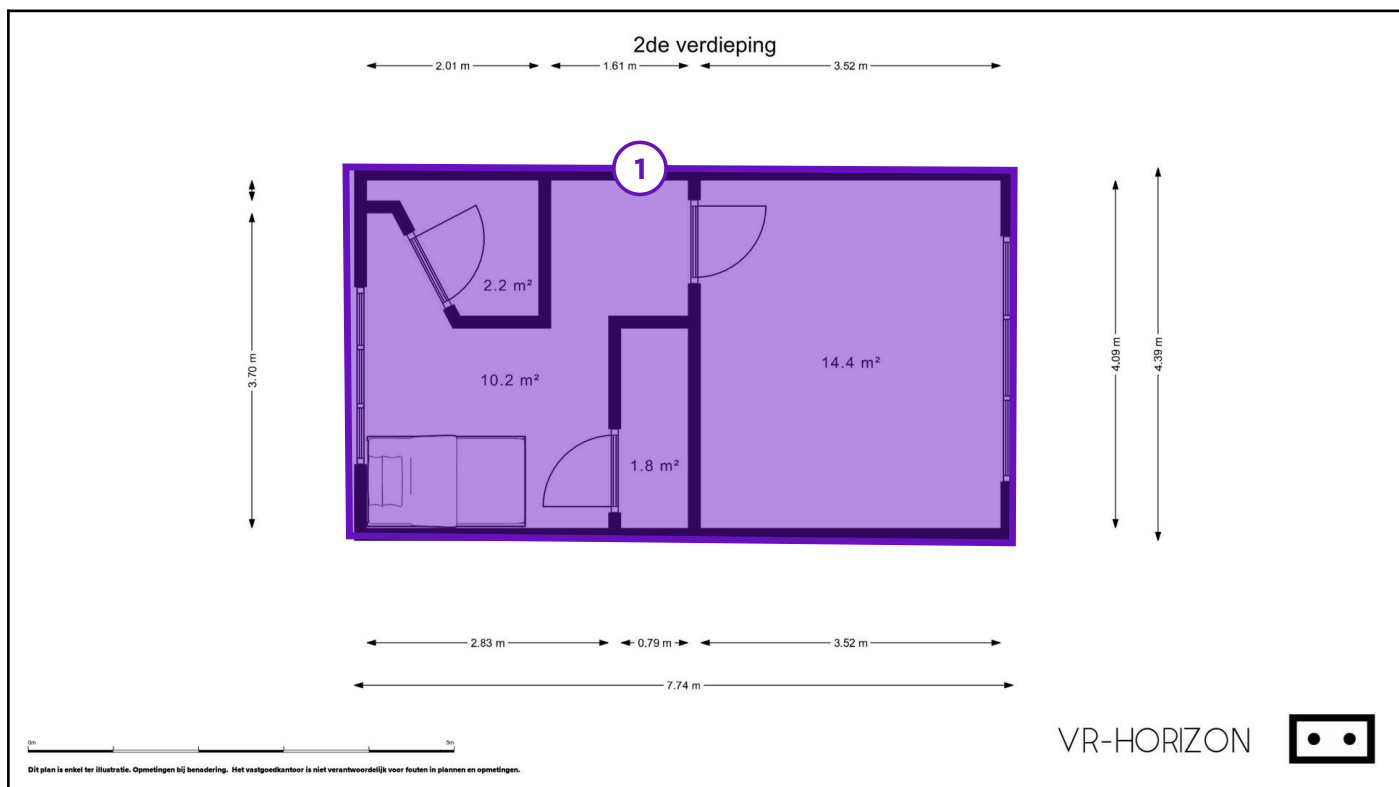 2de verdieping
2.01 m
1.61 m
3.52 m
1
2.2 m²
10.2 m²
14.4 m²
1.8 m²
3.70 m
4.09 m
4.39 m
2.83 m
0.79 m
3.52 m
7.74 m
0m
5m
Dit plan is enkel ter illustratie. Opmetingen bij benadering. Het vastgoedkantoor is niet verantwoordelijk voor fouten in plannen en opmetingen.
VR-HORIZON